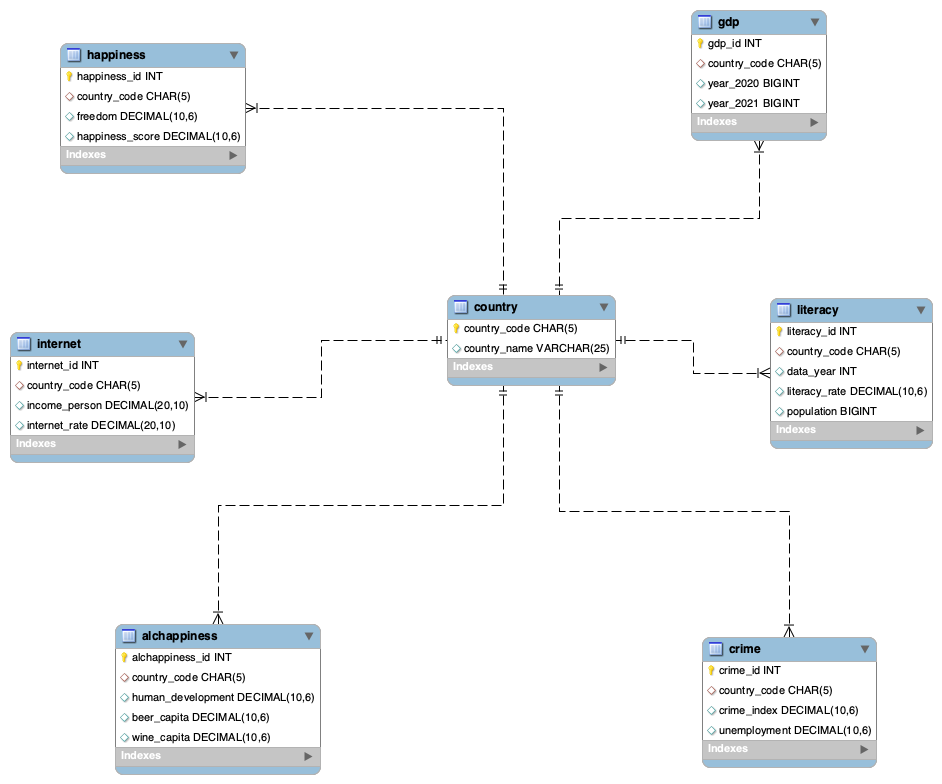 happiness
happiness_id INT
country_code CHAR(5)
freedom DECIMAL(10,6)
happiness_score DECIMAL(10,6)
Indexes
gdp
gdp_id INT
country_code CHAR(5)
year_2020 BIGINT
year_2021 BIGINT
Indexes
country
country_code CHAR(5)
country_name VARCHAR(25)
Indexes
internet
internet_id INT
country_code CHAR(5)
income_person DECIMAL(20,10)
internet_rate DECIMAL(20,10)
Indexes
literacy
literacy_id INT
country_code CHAR(5)
data_year INT
literacy_rate DECIMAL(10,6)
population BIGINT
Indexes
alchappiness
alchappiness_id INT
country_code CHAR(5)
human_development DECIMAL(10,6)
beer_capita DECIMAL(10,6)
wine_capita DECIMAL(10,6)
Indexes
crime
crime_id INT
country_code CHAR(5)
crime_index DECIMAL(10,6)
unemployment DECIMAL(10,6)
Indexes